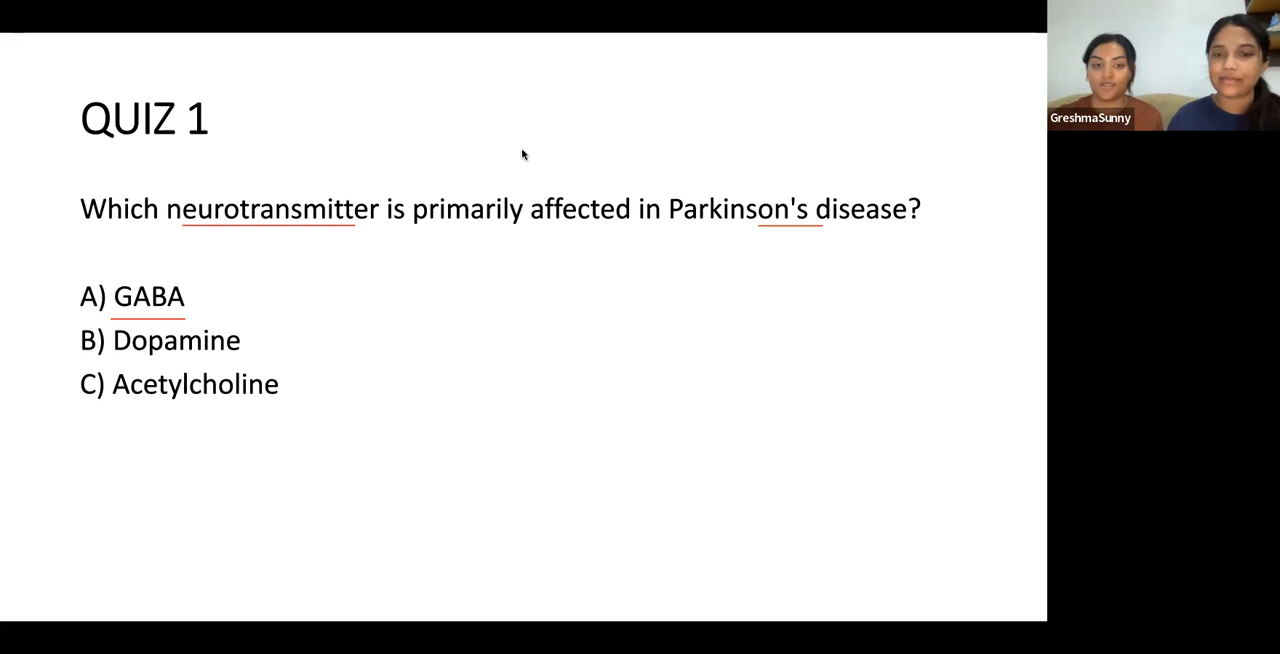 QUIZ 1
Which neurotransmitter is primarily affected in Parkinson's disease?
A) GABA
B) Dopamine
C) Acetylcholine
GreshmaSunny